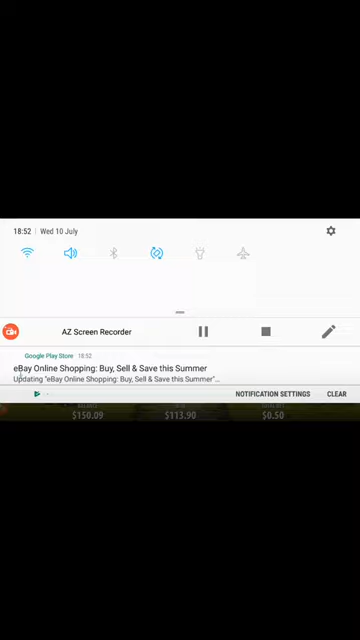 18:52 | Wed 10 July
AZ Screen Recorder
Google Play Store 18:52
eBay Online Shopping: Buy, Sell & Save this Summer
Updating "eBay Online Shopping: Buy, Sell & Save this Summer"...
NOTIFICATION SETTINGS CLEAR
BALANCE
$150.09 $113.90 $0.50